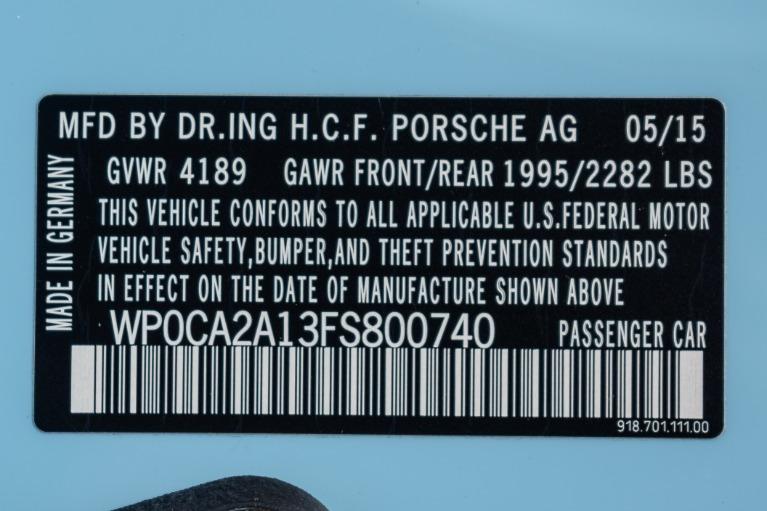 MFD BY DR.ING H.C.F. PORSCHE AG 05/15
GVWR 4189 GAWR FRONT/REAR 1995/2282 LBS
THIS VEHICLE CONFORMS TO ALL APPLICABLE U.S.FEDERAL MOTOR
VEHICLE SAFETY,BUMPER,AND THEFT PREVENTION STANDARDS
IN EFFECT ON THE DATE OF MANUFACTURE SHOWN ABOVE
WP0CA2A13FS800740 PASSENGER CAR
918.701.111.00
MADE IN GERMANY